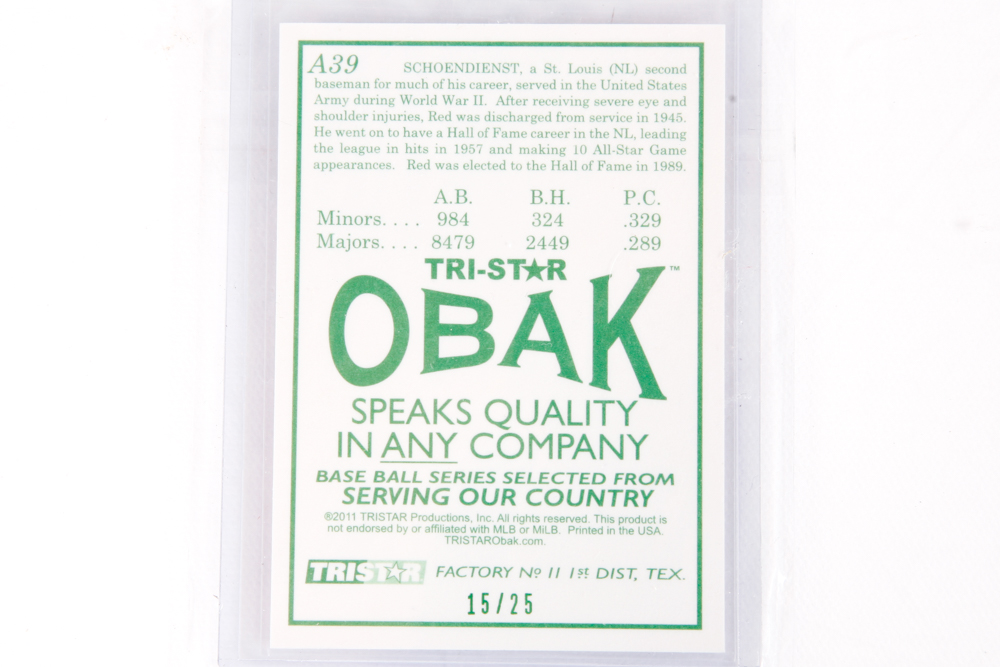 A39 SCHOENDIENST, a St. Louis (NL) second
baseman for much of his career, served in the United States
Army during World War II. After receiving severe eye and
shoulder injuries, Red was discharged from service in 1945.
He went on to have a Hall of Fame career in the NL, leading
the league in hits in 1957 and making 10 All-Star Game
appearances. Red was elected to the Hall of Fame in 1989.
A.B. B.H. P.C.
Minors. . . . 984 324 .329
Majors. . . . 8479 2449 .289
TRI-ST★R
OBAK™
SPEAKS QUALITY
IN ANY COMPANY
BASE BALL SERIES SELECTED FROM
SERVING OUR COUNTRY
®2011 TRISTAR Productions, Inc. All rights reserved. This product is
not endorsed by or affiliated with MLB or MiLB. Printed in the USA.
TRISTARObak.com.
TRIST★R FACTORY Nº 11 1st DIST, TEX.
15/25